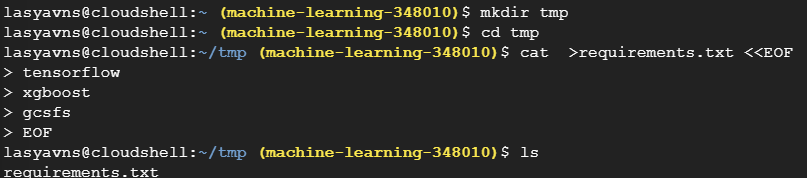 lasyavns@cloudshell:~ (machine-learning-348010)$ mkdir tmp
lasyavns@cloudshell:~ (machine-learning-348010)$ cd tmp
lasyavns@cloudshell:~/tmp (machine-learning-348010)$ cat  >requirements.txt <<EOF
> tensorflow
> xgboost
> gcsfs
> EOF
lasyavns@cloudshell:~/tmp (machine-learning-348010)$ ls
requirements.txt